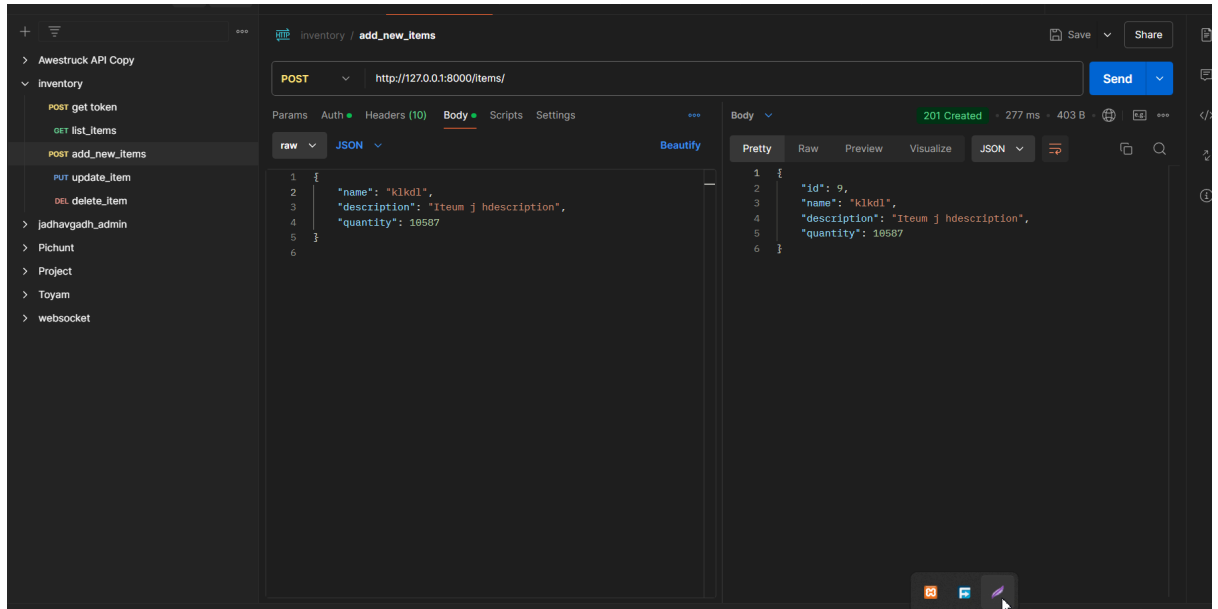 inventory / add_new_items
Save
Share
Awestruck API Copy
inventory
POST get token
GET list_items
POST add_new_items
PUT update_item
DEL delete_item
jadhavgadh_admin
Pichunt
Project
Toyam
websocket
POST http://127.0.0.1:8000/items/
Send
Params Auth Headers (10) Body Scripts Settings
raw JSON Beautify
1 {
2 "name": "klkdl",
3 "description": "Iteum j hdescription",
4 "quantity": 10587
5 }
6
Body 201 Created 277 ms 403 B e.g
Pretty Raw Preview Visualize JSON
1 {
2 "id": 9,
3 "name": "klkdl",
4 "description": "Iteum j hdescription",
5 "quantity": 10587
6 }